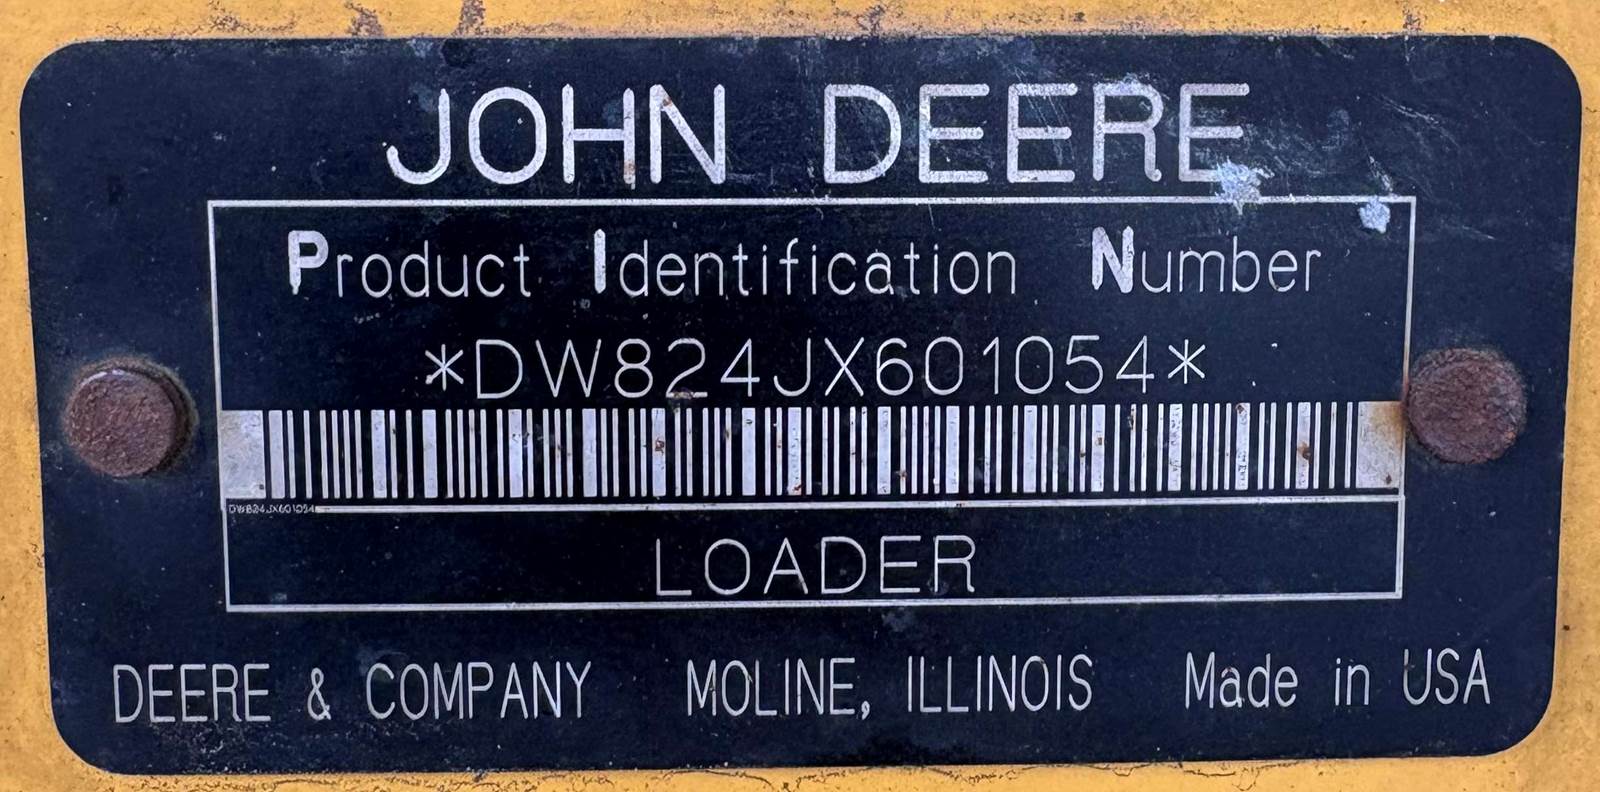 JOHN DEERE
Product Identification Number
*DW824JX601054*
DW824JX601054
LOADER
DEERE & COMPANY MOLINE, ILLINOIS Made in USA